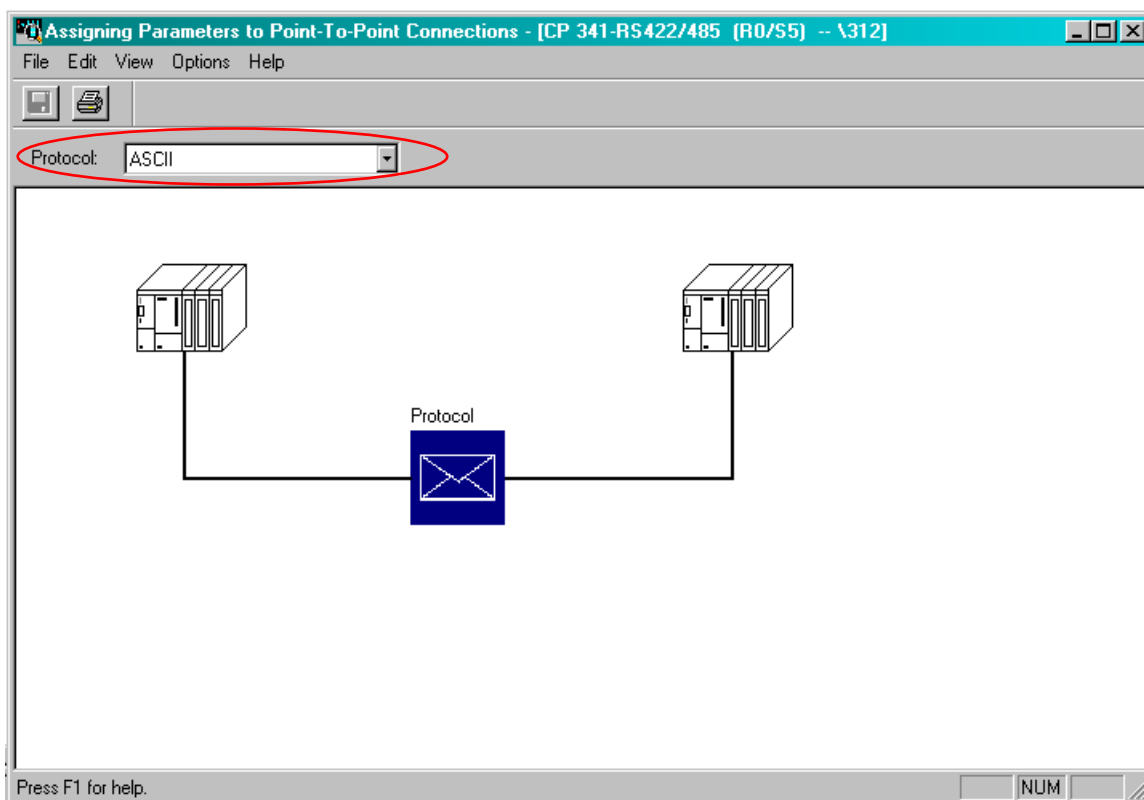 Assigning Parameters to Point-To-Point Connections - [CP 341-RS422/485 (R0/S5) -- \312]
File Edit View Options Help
Protocol: ASCII
Protocol
Press F1 for help.
NUM